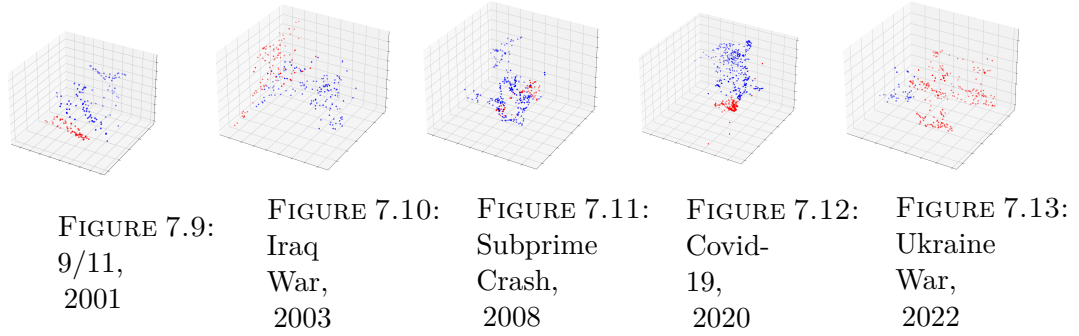 FIGURE 7.9:
9/11,
2001
FIGURE 7.10:
Iraq
War,
2003
FIGURE 7.11:
Subprime
Crash,
2008
FIGURE 7.12:
Covid-
19,
2020
FIGURE 7.13:
Ukraine
War,
2022